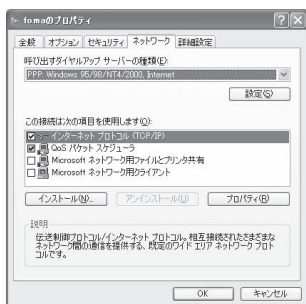 fomaのプロパティ
全般 オプション セキュリティ ネットワーク 詳細設定
呼び出すダイヤルアップ サーバーの種類(E):
PPP: Windows 95/98/NT4/2000, Internet
設定(S)
この接続は次の項目を使用します(O):
インターネット プロトコル (TCP/IP)
QoS パケット スケジューラ
Microsoft ネットワーク用ファイルとプリンタ共有
Microsoft ネットワーク用クライアント
インストール(N)... アンインストール(U) プロパティ(R)
説明
伝送制御プロトコル/インターネット プロトコル。相互接続されたさまざまな
ネットワーク間の通信を提供する、既定のワイド エリア ネットワーク プロト
コルです。
OK キャンセル